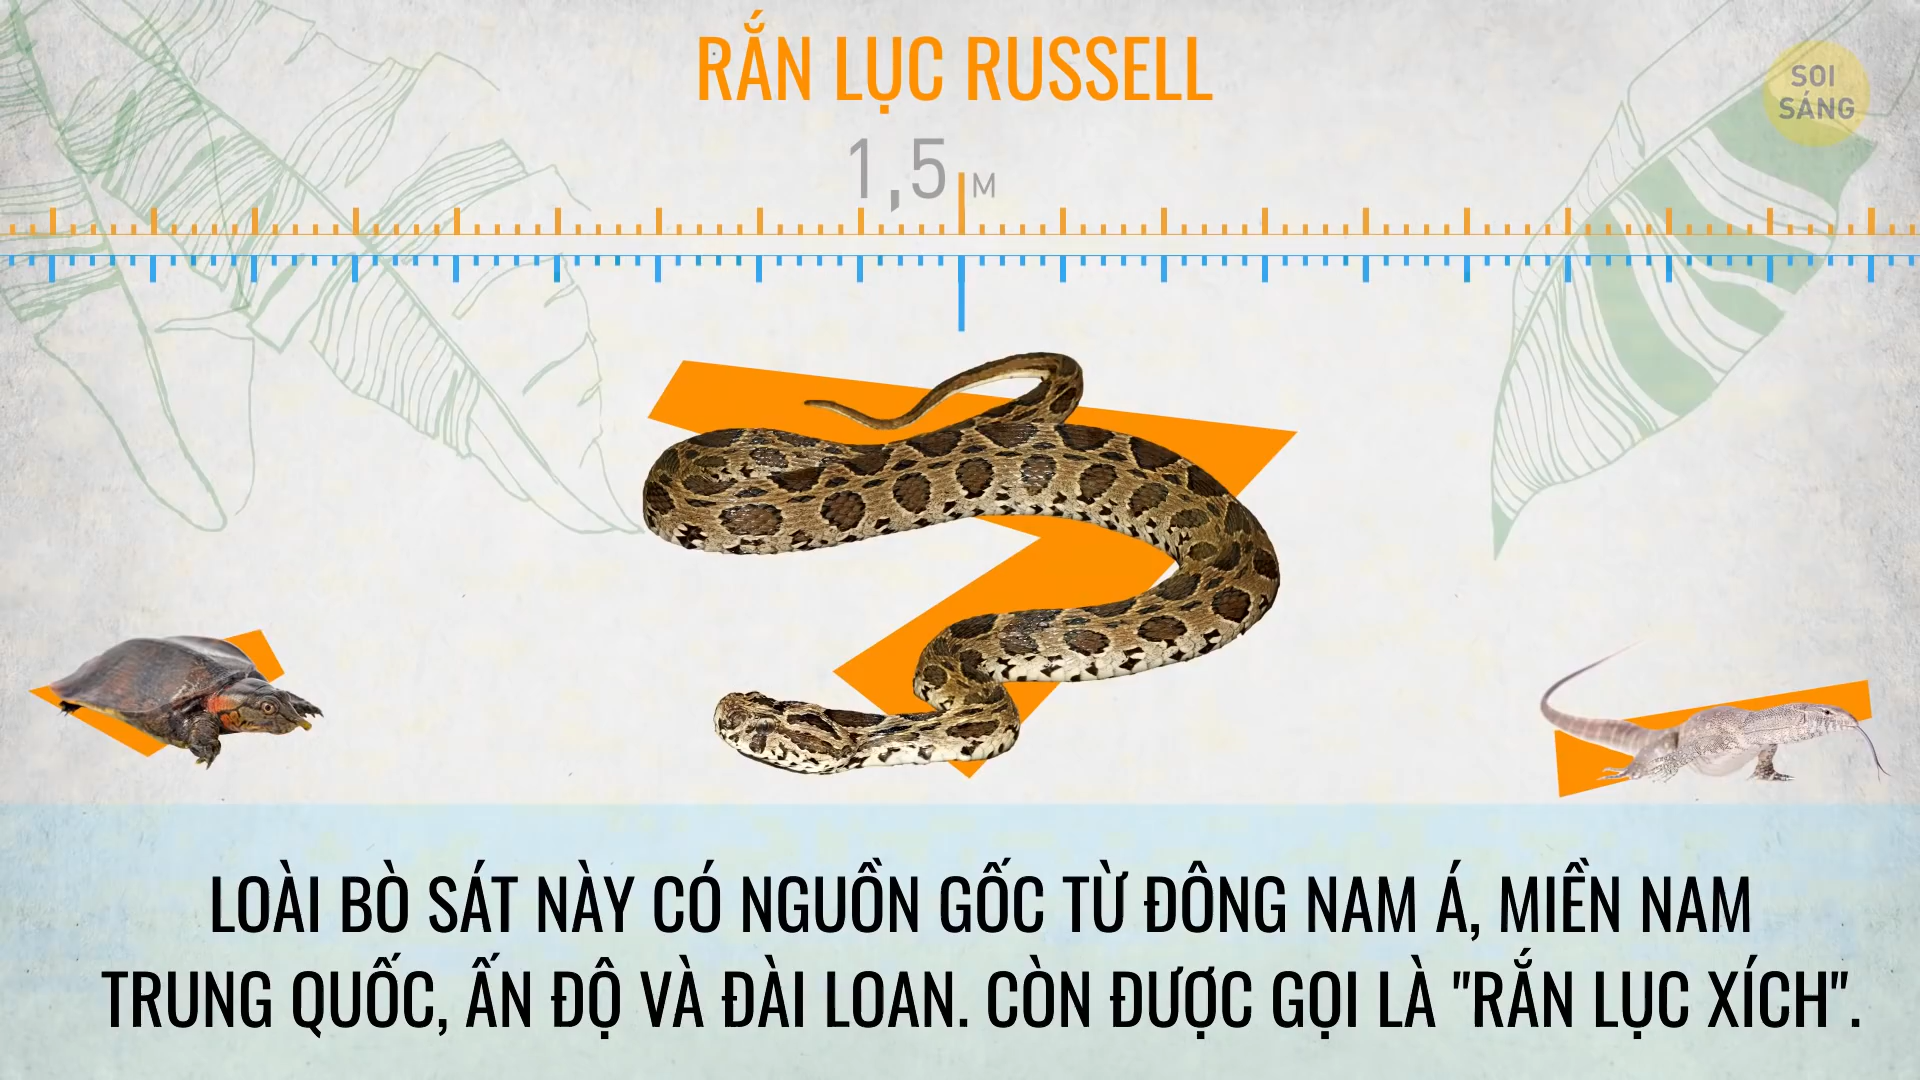 RẮN LỤC RUSSELL
SOI
SÁNG
1,5 M
LOÀI BÒ SÁT NÀY CÓ NGUỒN GỐC TỪ ĐÔNG NAM Á, MIỀN NAM
TRUNG QUỐC, ẤN ĐỘ VÀ ĐÀI LOAN. CÒN ĐƯỢC GỌI LÀ "RẮN LỤC XÍCH".